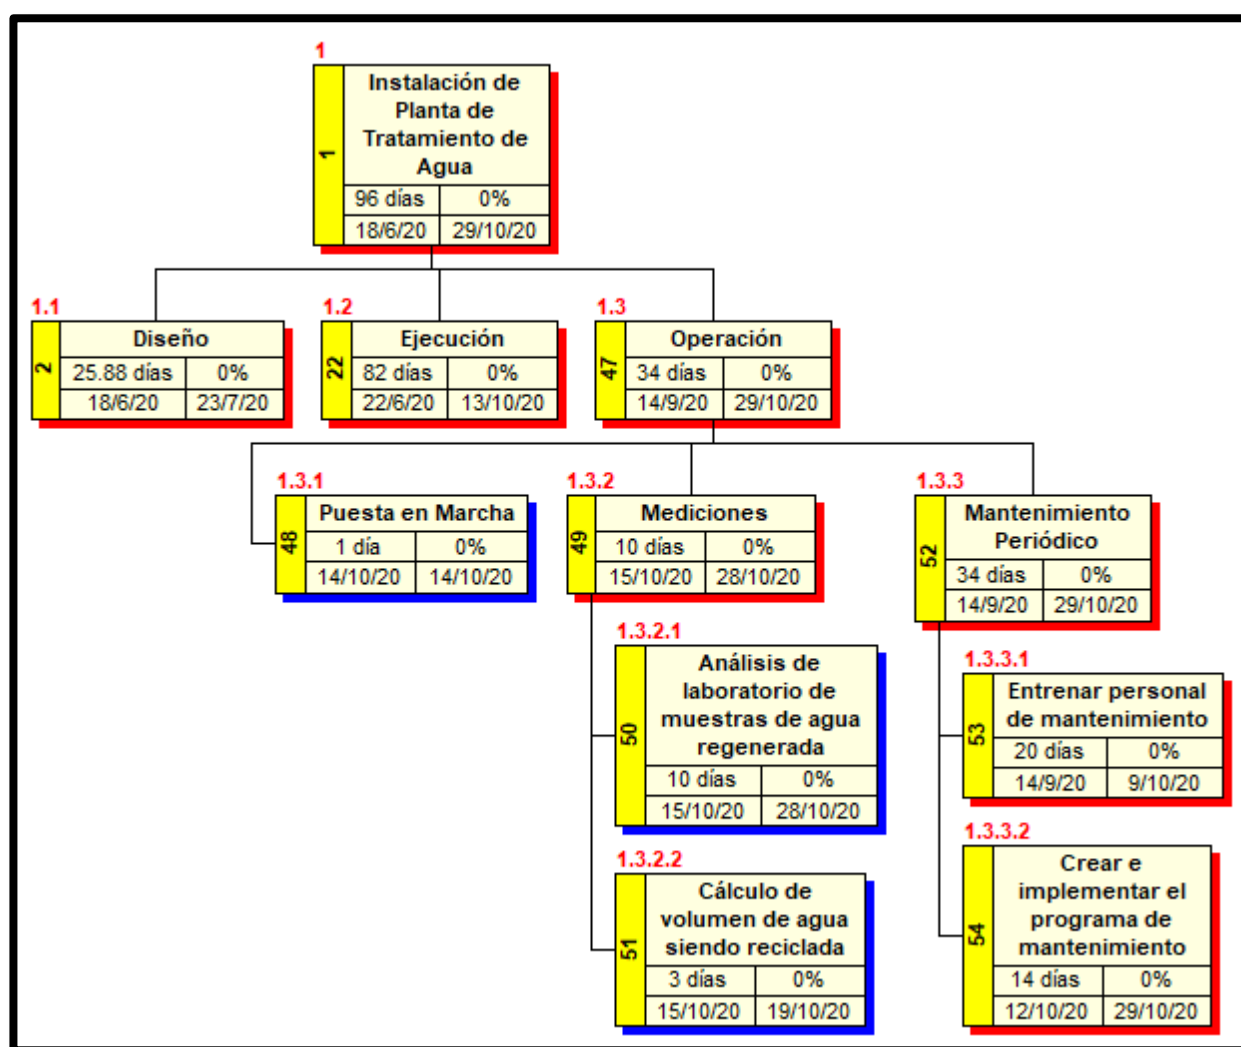 1
Instalación de
Planta de
Tratamiento de
Agua
1
96 días 0%
18/6/20 29/10/20
1.1
Diseño
2
25.88 días 0%
18/6/20 23/7/20
1.2
Ejecución
22
82 días 0%
22/6/20 13/10/20
1.3
Operación
47
34 días 0%
14/9/20 29/10/20
1.3.1
Puesta en Marcha
48
1 día 0%
14/10/20 14/10/20
1.3.2
Mediciones
49
10 días 0%
15/10/20 28/10/20
1.3.3
Mantenimiento
Periódico
52
34 días 0%
14/9/20 29/10/20
1.3.2.1
Análisis de
laboratorio de
muestras de agua
regenerada
50
10 días 0%
15/10/20 28/10/20
1.3.2.2
Cálculo de
volumen de agua
siendo reciclada
51
3 días 0%
15/10/20 19/10/20
1.3.3.1
Entrenar personal
de mantenimiento
53
20 días 0%
14/9/20 9/10/20
1.3.3.2
Crear e
implementar el
programa de
mantenimiento
54
14 días 0%
12/10/20 29/10/20